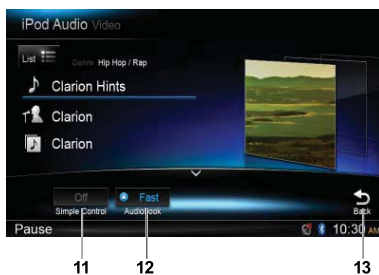 iPod Audio Video
List Genre Hip Hop / Rap
Clarion Hints
Clarion
Clarion
Off Fast
Simple Control Audiobook Back
Pause 10:30 AM
11 12 13